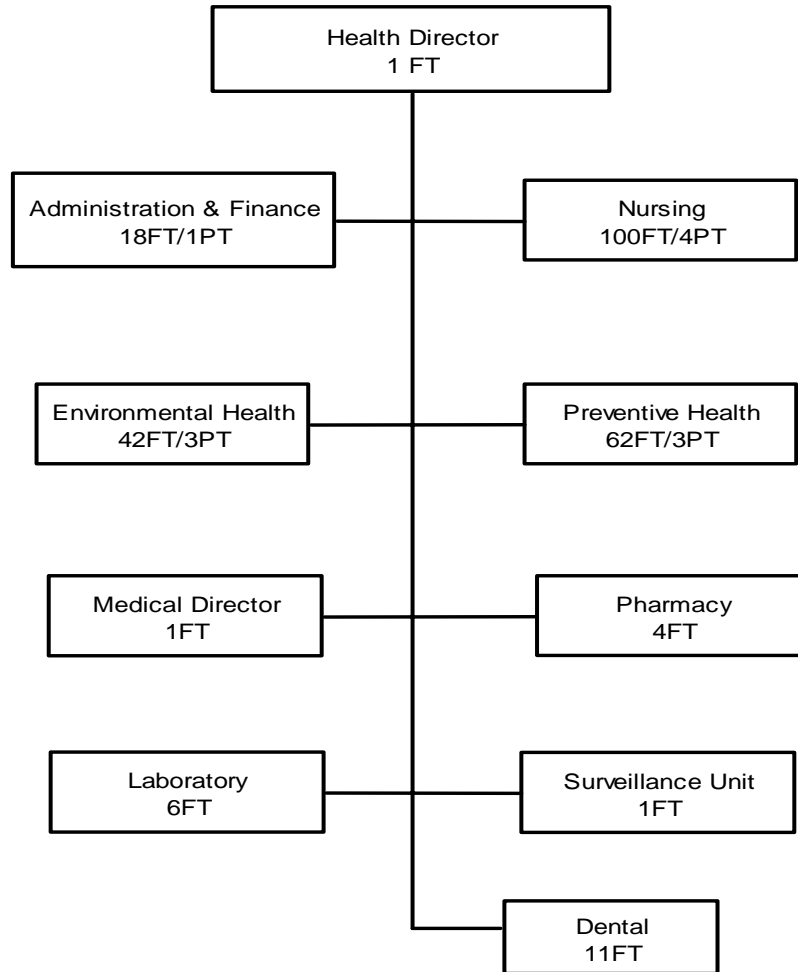 Health Director
1 FT
Administration & Finance
18FT/1PT
Nursing
100FT/4PT
Environmental Health
42FT/3PT
Preventive Health
62FT/3PT
Medical Director
1FT
Pharmacy
4FT
Laboratory
6FT
Surveillance Unit
1FT
Dental
11FT